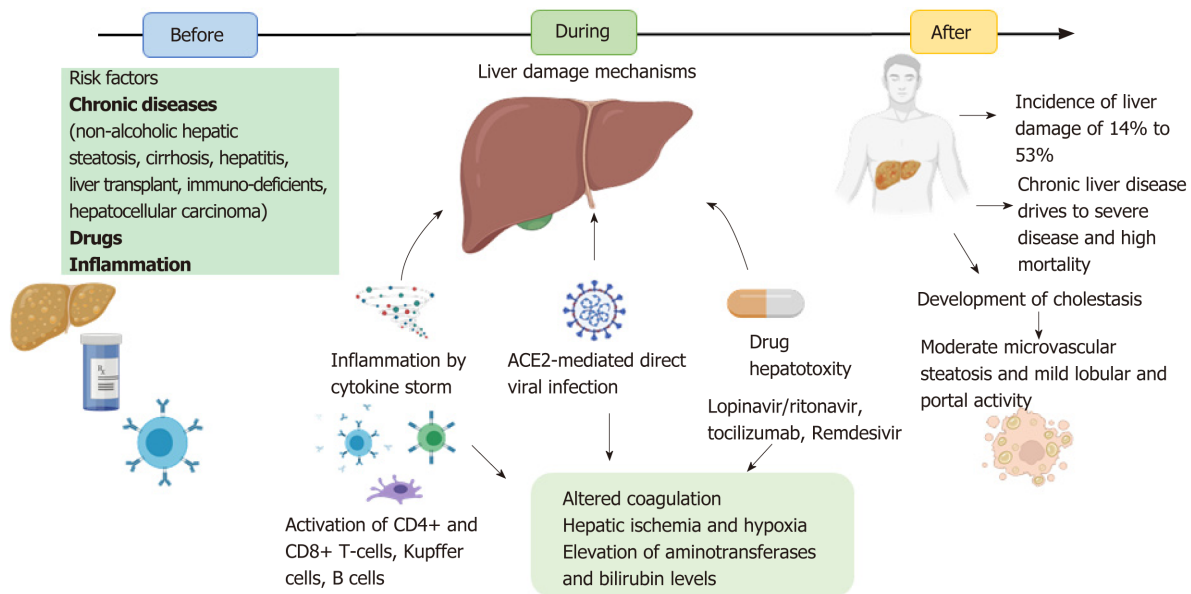 Before
During
After
Risk factors
Chronic diseases
(non-alcoholic hepatic
steatosis, cirrhosis, hepatitis,
liver transplant, immuno-deficients,
hepatocellular carcinoma)
Drugs
Inflammation
Rx
Liver damage mechanisms
Inflammation by
cytokine storm
ACE2-mediated direct
viral infection
Drug
hepatotoxity
Lopinavir/ritonavir,
tocilizumab, Remdesivir
Activation of CD4+ and
CD8+ T-cells, Kupffer
cells, B cells
Altered coagulation
Hepatic ischemia and hypoxia
Elevation of aminotransferases
and bilirubin levels
Incidence of liver
damage of 14% to
53%
Chronic liver disease
drives to severe
disease and high
mortality
Development of cholestasis
Moderate microvascular
steatosis and mild lobular and
portal activity